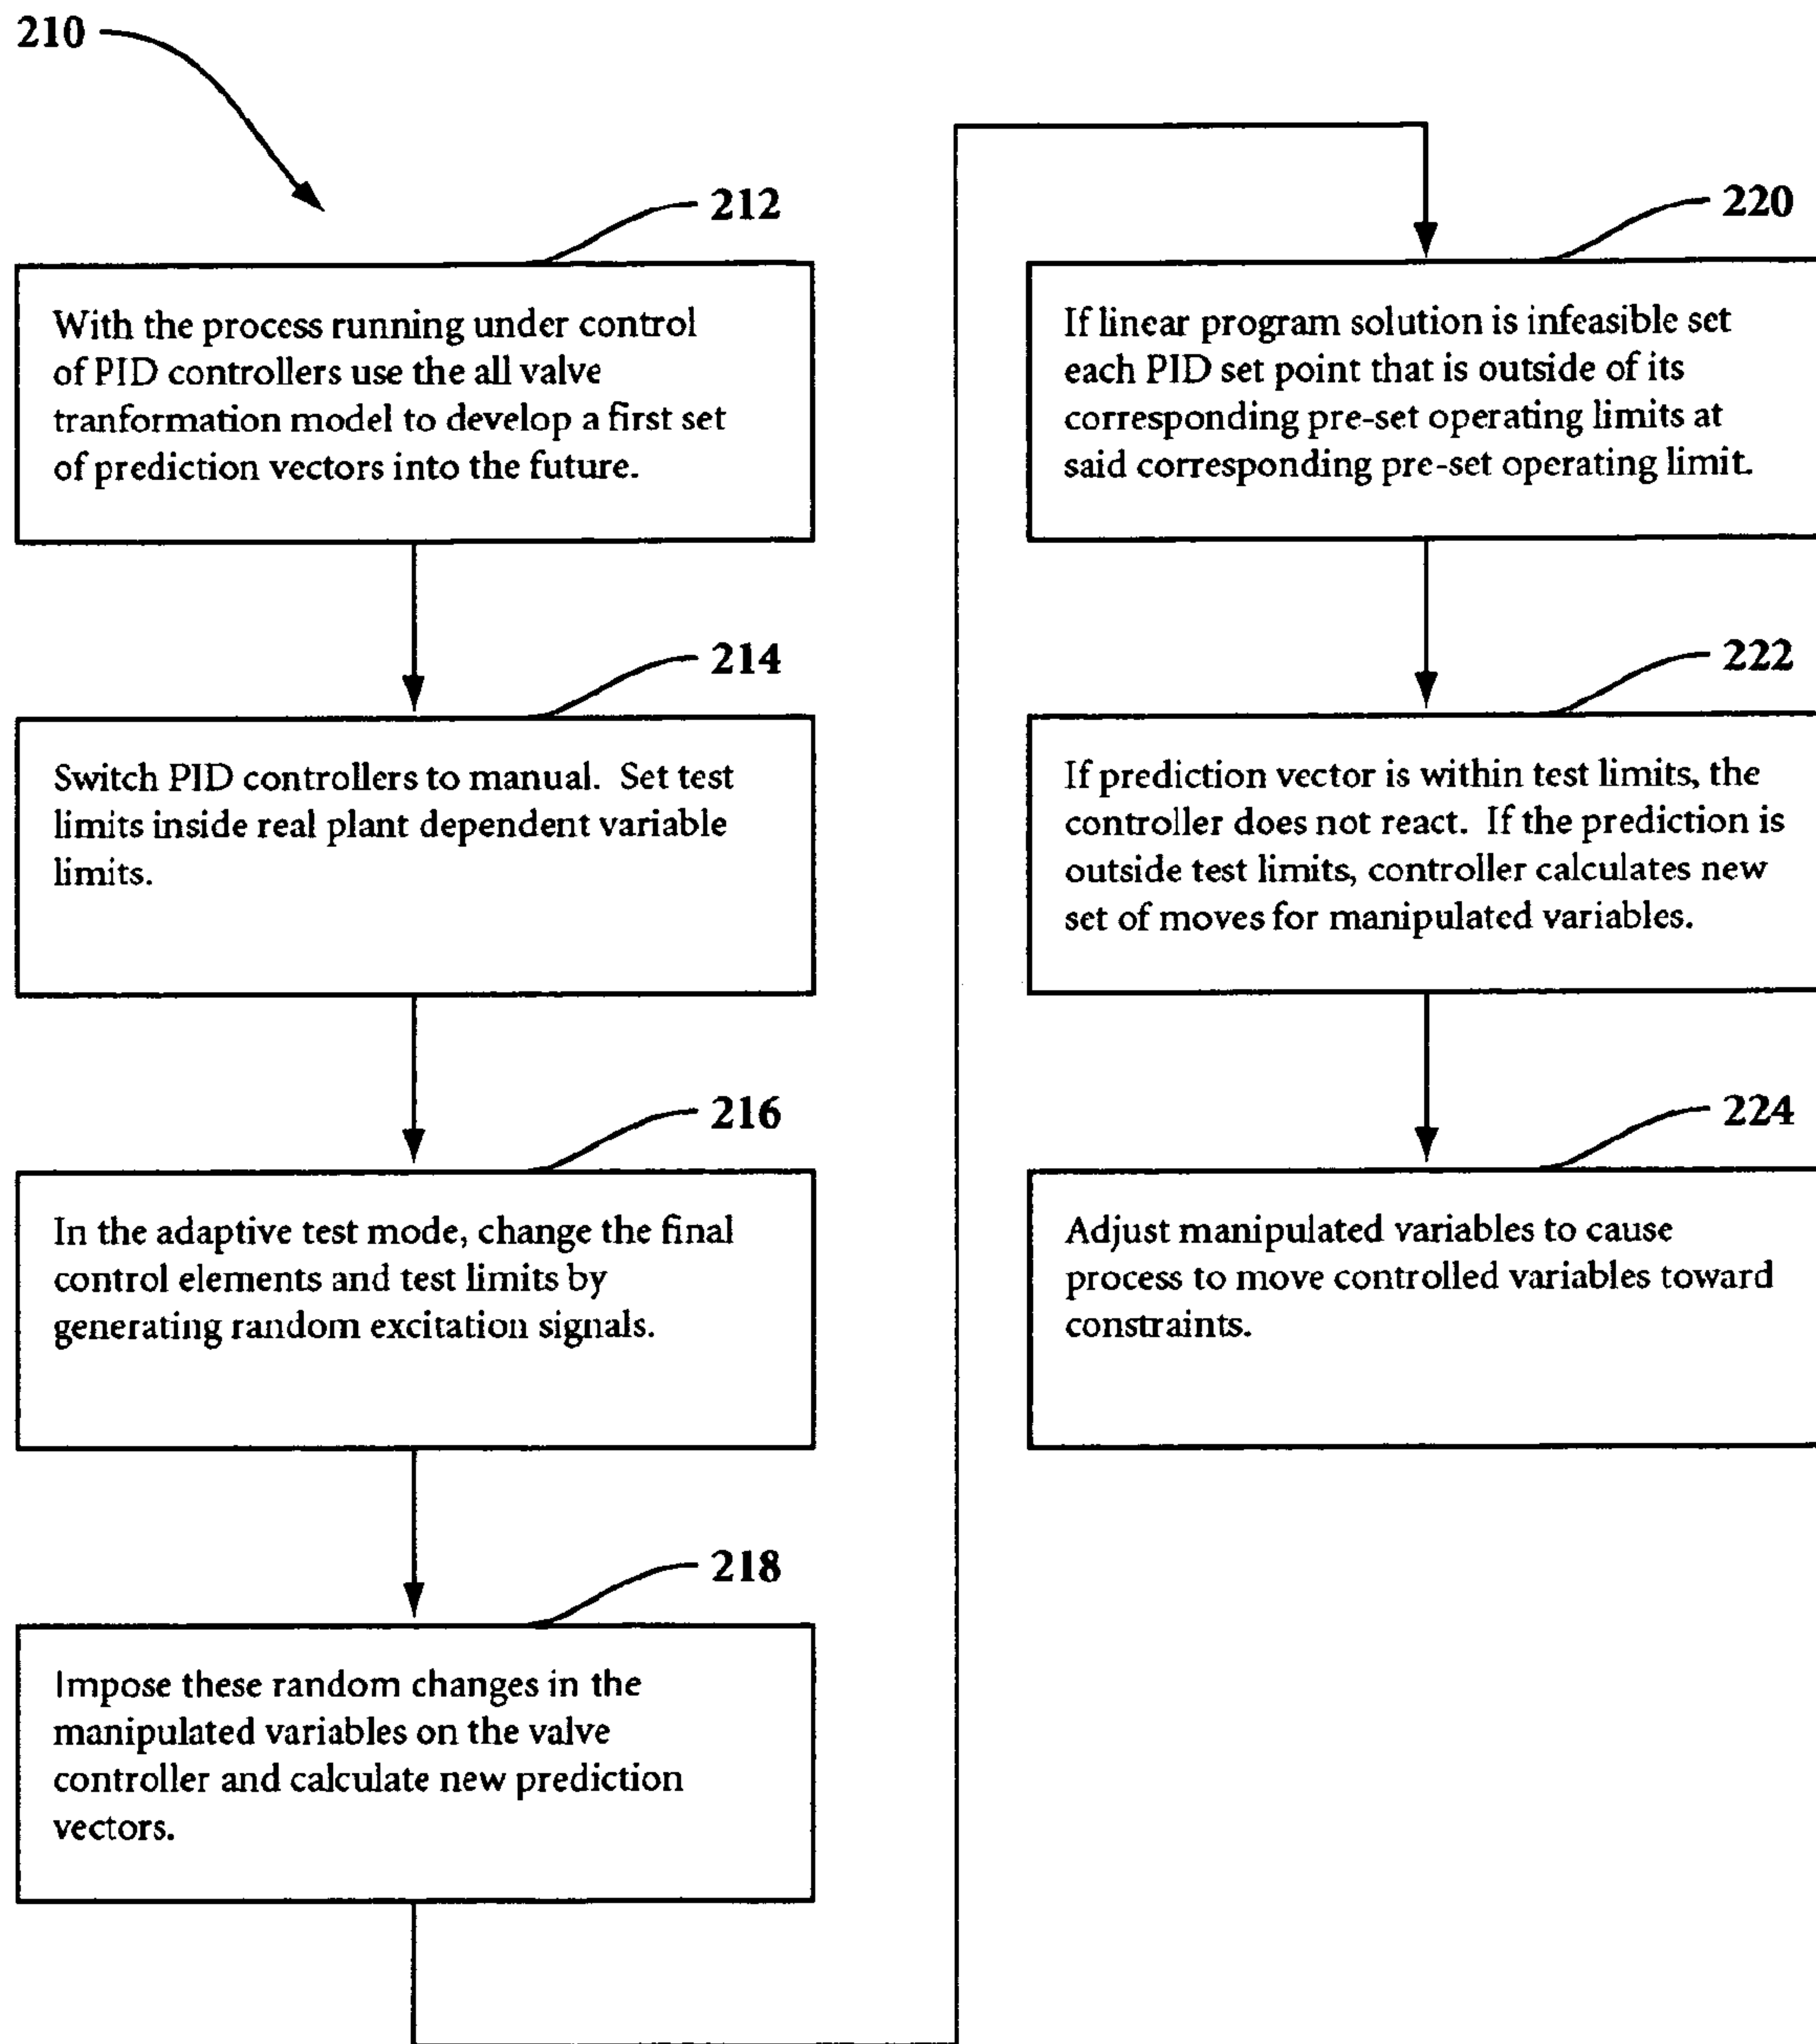 210
212
With the process running under control
of PID controllers use the all valve
tranformation model to develop a first set
of prediction vectors into the future.
214
Switch PID controllers to manual. Set test
limits inside real plant dependent variable
limits.
216
In the adaptive test mode, change the final
control elements and test limits by
generating random excitation signals.
218
Impose these random changes in the
manipulated variables on the valve
controller and calculate new prediction
vectors.
220
If linear program solution is infeasible set
each PID set point that is outside of its
corresponding pre-set operating limits at
said corresponding pre-set operating limit.
222
If prediction vector is within test limits, the
controller does not react. If the prediction is
outside test limits, controller calculates new
set of moves for manipulated variables.
224
Adjust manipulated variables to cause
process to move controlled variables toward
constraints.